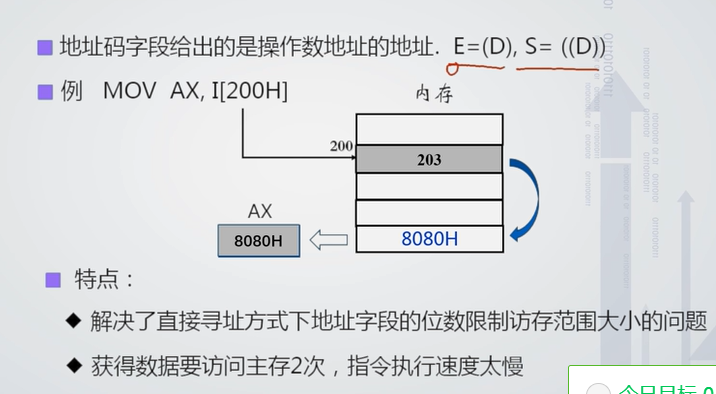 地址码字段给出的是操作数地址的地址. E=(D), S= ((D))
例 MOV AX, I[200H]
内存
200
203
AX
8080H
8080H
特点：
解决了直接寻址方式下地址字段的位数限制访存范围大小的问题
获得数据要访问主存2次，指令执行速度太慢
今日目标 0